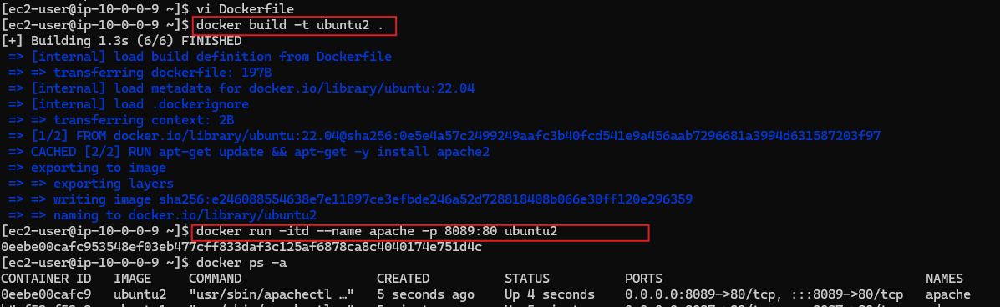 [ec2-user@ip-10-0-0-9 ~]$ vi Dockerfile
[ec2-user@ip-10-0-0-9 ~]$ docker build -t ubuntu2 .
[+] Building 1.3s (6/6) FINISHED
=> [internal] load build definition from Dockerfile
=> => transferring dockerfile: 197B
=> [internal] load metadata for docker.io/library/ubuntu:22.04
=> [internal] load .dockerignore
=> => transferring context: 2B
=> [1/2] FROM docker.io/library/ubuntu:22.04@sha256:0e5e4a57c2499249aafc3b40fcd541e9a456aab7296681a3994d631587203f97
=> CACHED [2/2] RUN apt-get update && apt-get -y install apache2
=> exporting to image
=> => exporting layers
=> => writing image sha256:e246088554638e7e11897ce3efbde246a52d728818408b066e30ff120e296359
=> => naming to docker.io/library/ubuntu2
[ec2-user@ip-10-0-0-9 ~]$ docker run -itd --name apache -p 8089:80 ubuntu2
0eebe00cafc953548ef03eb477cff833daf3c125af6878ca8c4040174e751d4c
[ec2-user@ip-10-0-0-9 ~]$ docker ps -a
CONTAINER ID IMAGE COMMAND CREATED STATUS PORTS NAMES
0eebe00cafc9 ubuntu2 "usr/sbin/apachectl …" 5 seconds ago Up 4 seconds 0.0.0.0:8089->80/tcp, :::8089->80/tcp apache